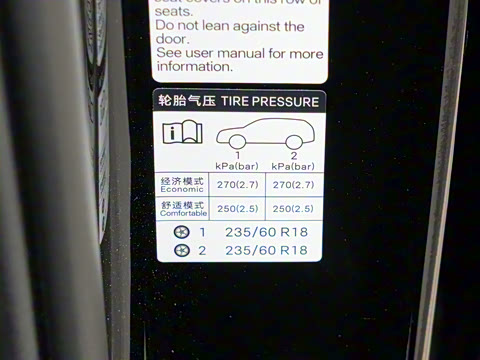 seat covers on this row of
seats.
Do not lean against the
door.
See user manual for more
information.
轮胎气压 TIRE PRESSURE
1 2
kPa(bar) kPa(bar)
经济模式 270(2.7) 270(2.7)
Economic
舒适模式 250(2.5) 250(2.5)
Comfortable
1 235/60 R18
2 235/60 R18